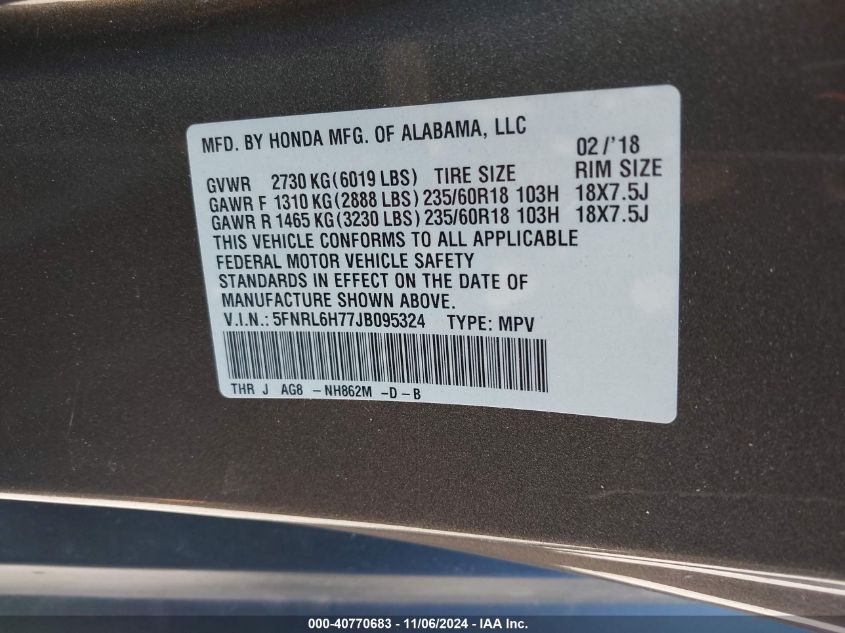 MFD. BY HONDA MFG. OF ALABAMA, LLC 02/'18
GVWR 2730 KG (6019 LBS) TIRE SIZE RIM SIZE
GAWR F 1310 KG (2888 LBS) 235/60R18 103H 18X7.5J
GAWR R 1465 KG (3230 LBS) 235/60R18 103H 18X7.5J
THIS VEHICLE CONFORMS TO ALL APPLICABLE
FEDERAL MOTOR VEHICLE SAFETY
STANDARDS IN EFFECT ON THE DATE OF
MANUFACTURE SHOWN ABOVE.
V.I.N.: 5FNRL6H77JB095324 TYPE: MPV
THR J AG8 -NH862M -D-B
000-40770683 - 11/06/2024 - IAA Inc.